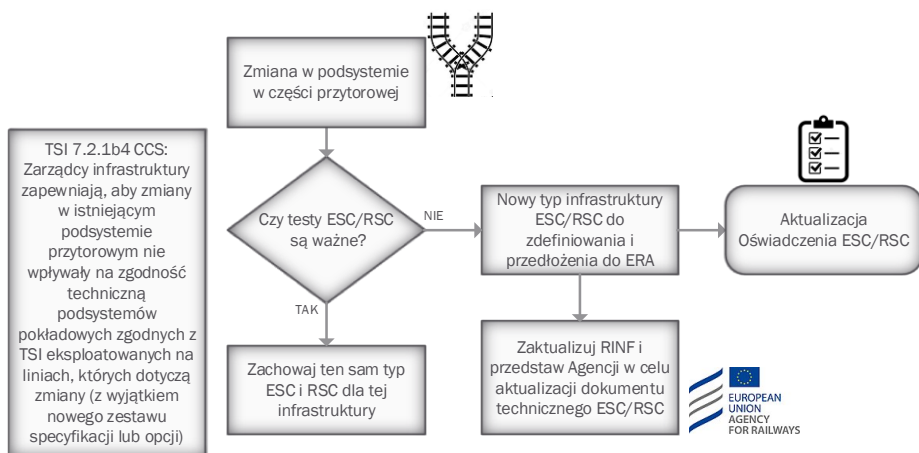 Zmiana w podsystemie
w części przytorowej
TSI 7.2.1b4 CCS:
Zarządcy infrastruktury
zapewniają, aby zmiany
w istniejącym
podsystemie
przytorowym nie
wpływały na zgodność
techniczną
podsystemów
pokładowych zgodnych z
TSI eksploatowanych na
liniach, których dotyczą
zmiany (z wyjątkiem
nowego zestawu
specyfikacji lub opcji)
Czy testy ESC/RSC
są ważne?
NIE
TAK
Zachowaj ten sam typ
ESC i RSC dla tej
infrastruktury
Nowy typ infrastruktury
ESC/RSC do
zdefiniowania i
przedłożenia do ERA
Aktualizacja
Oświadczenia ESC/RSC
Zaktualizuj RINF i
przedstaw Agencji w celu
aktualizacji dokumentu
technicznego ESC/RSC
EUROPEAN
UNION
AGENCY
FOR RAILWAYS